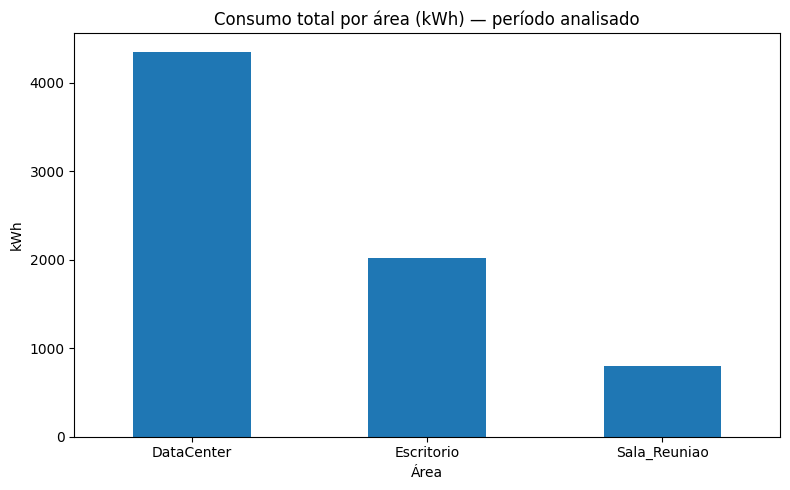 Consumo total por área (kWh) — período analisado
kWh
4000
3000
2000
1000
0
DataCenter Escritorio Sala_Reuniao
Área